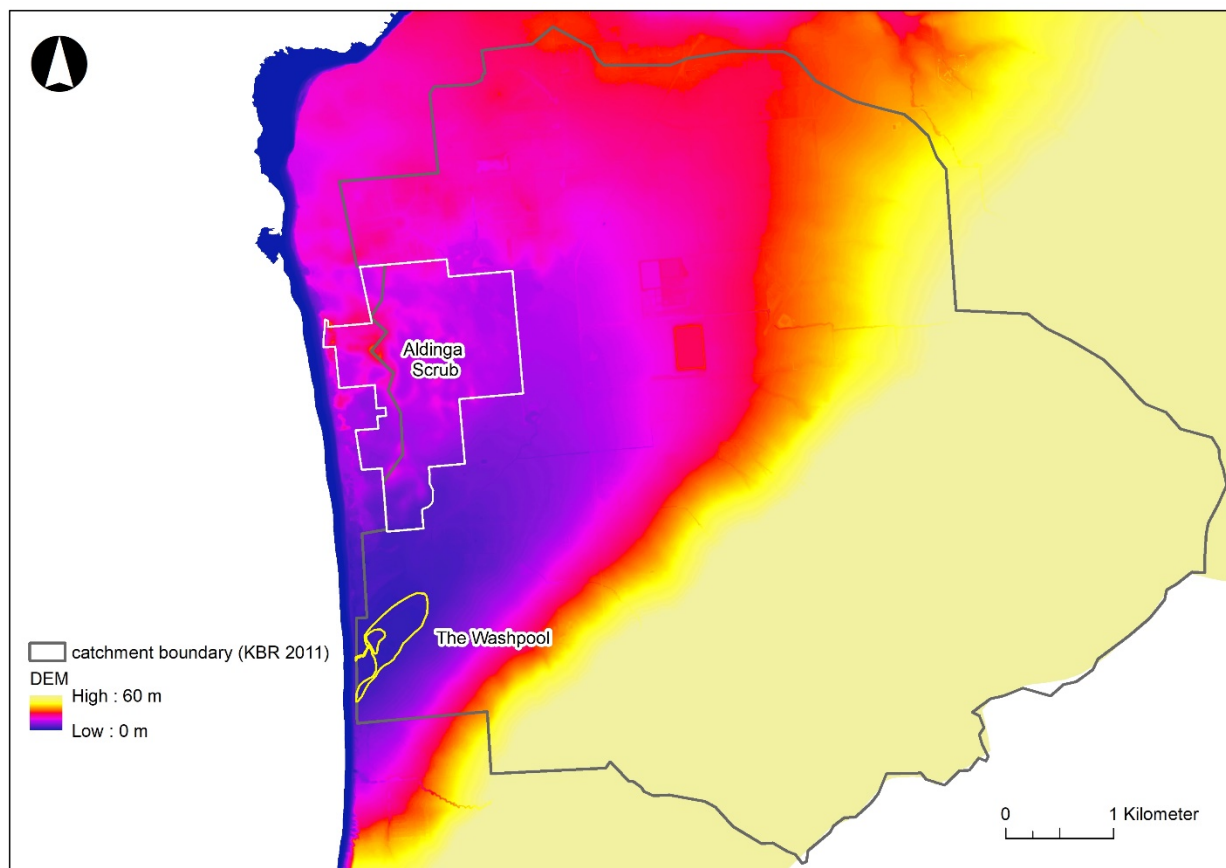 Aldinga
Scrub
The Washpool
catchment boundary (KBR 2011)
DEM
High : 60 m
Low : 0 m
0 1 Kilometer